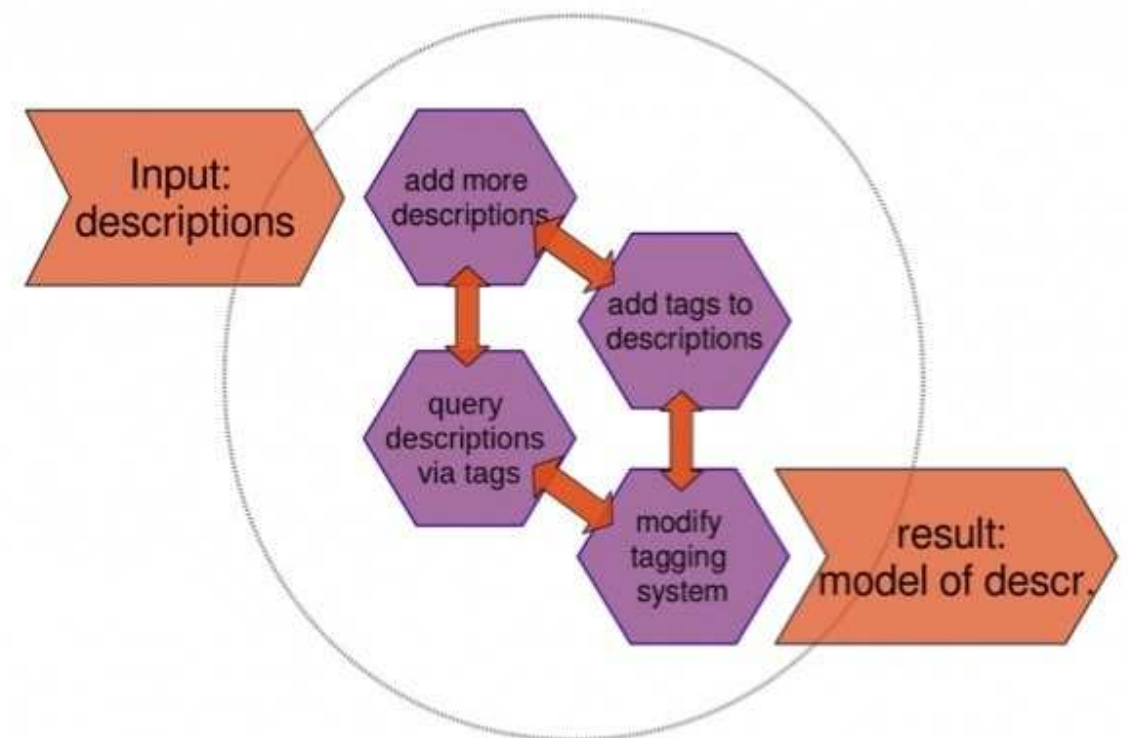 Input:
descriptions
add more
descriptions
add tags to
descriptions
query
descriptions
via tags
modify
tagging
system
result:
model of descr.